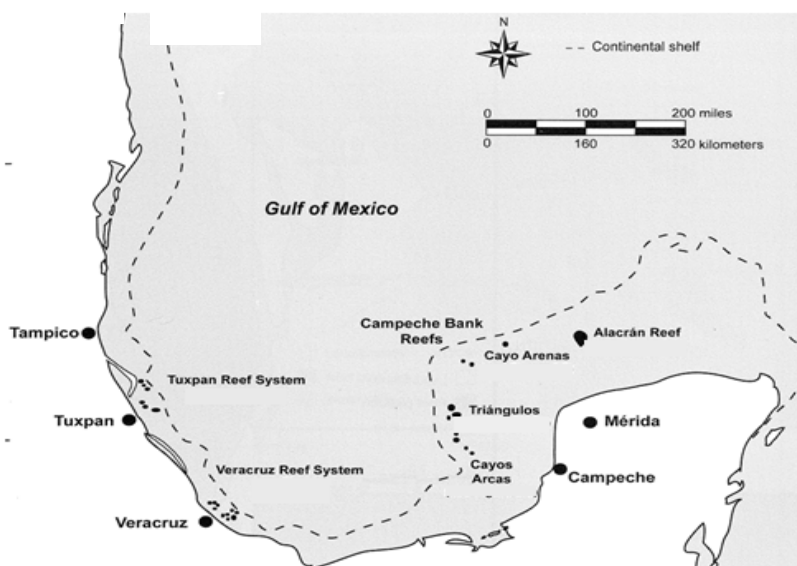 N
Continental shelf
0 100 200 miles
0 160 320 kilometers
Gulf of Mexico
Tampico
Campeche Bank
Reefs
Alacrán Reef
Cayo Arenas
Tuxpan Reef System
Triángulos
Tuxpan
Mérida
Veracruz Reef System
Cayos
Arcas
Campeche
Veracruz